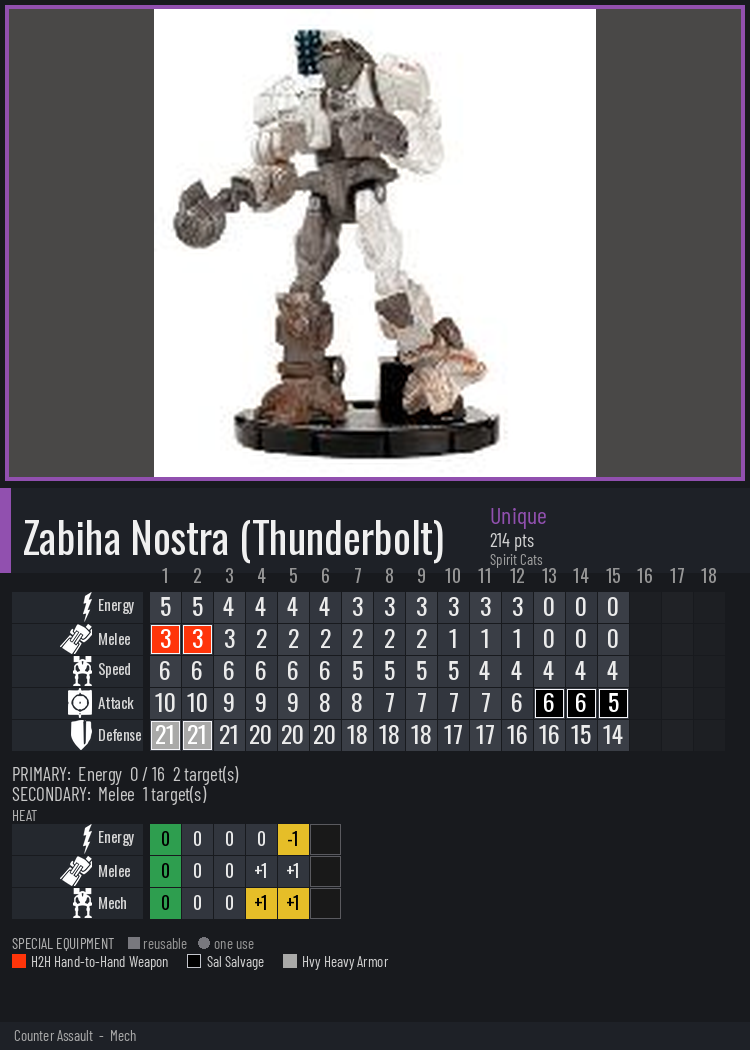 Zabiha Nostra (Thunderbolt)
Unique
214 pts
Spirit Cats
1 2 3 4 5 6 7 8 9 10 11 12 13 14 15 16 17 18
Energy 5 5 4 4 4 4 3 3 3 3 3 3 0 0 0
Melee 3 3 3 2 2 2 2 2 2 1 1 1 0 0 0
Speed 6 6 6 6 6 6 5 5 5 5 4 4 4 4 4
Attack 10 10 9 9 9 8 8 7 7 7 7 6 6 6 5
Defense 21 21 21 20 20 20 18 18 18 17 17 16 16 15 14
PRIMARY: Energy 0 / 16 2 target(s)
SECONDARY: Melee 1 target(s)
HEAT
Energy 0 0 0 0 -1
Melee 0 0 0 +1 +1
Mech 0 0 0 +1 +1
SPECIAL EQUIPMENT reusable one use
H2H Hand-to-Hand Weapon Sal Salvage Hvy Heavy Armor
Counter Assault - Mech